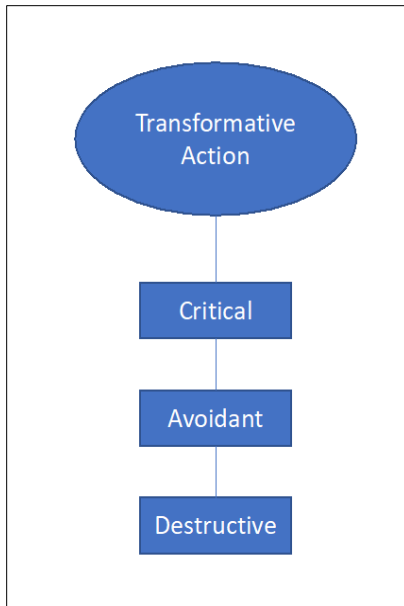 Transformative
Action
Critical
Avoidant
Destructive